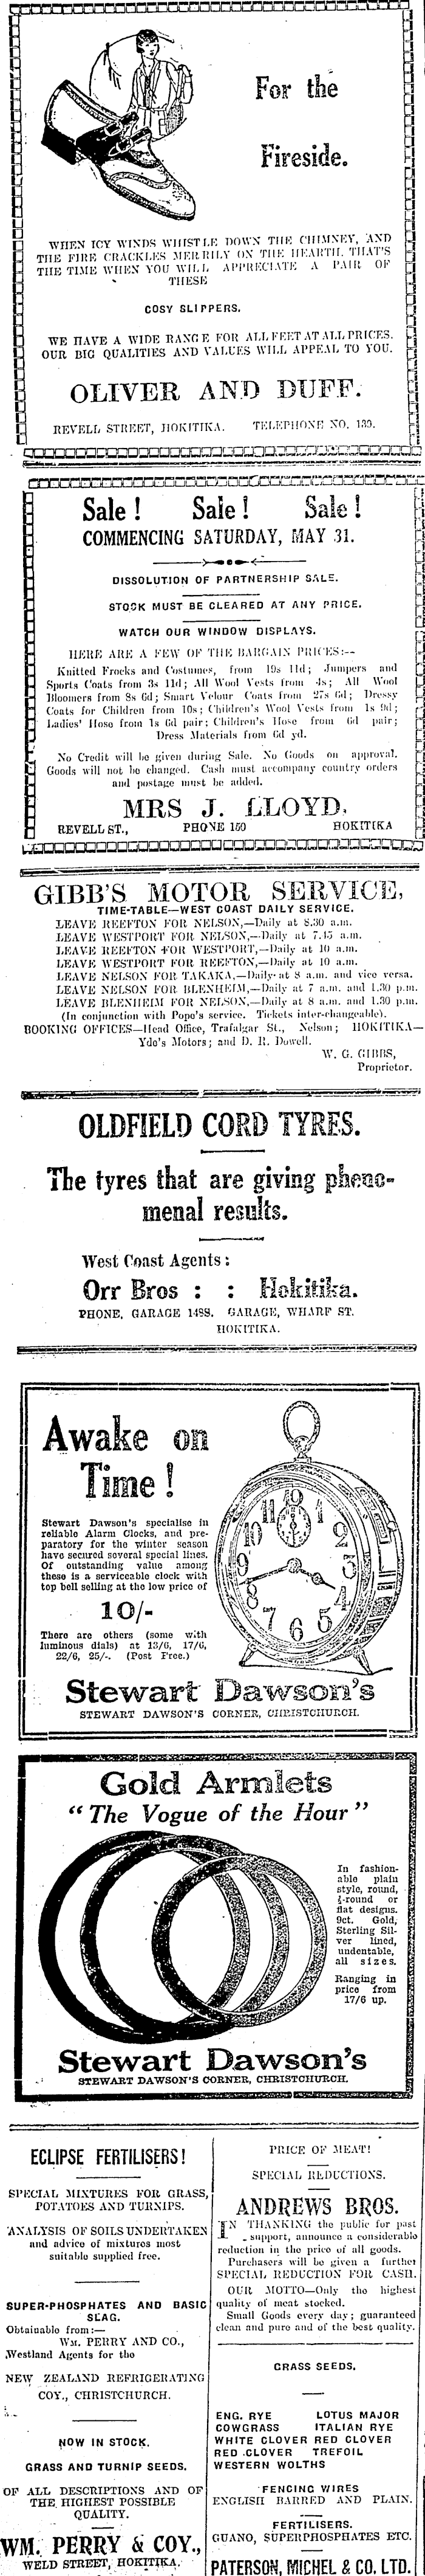 For the
Fireside.
WHEN ICY WINDS WHISTLE DOWN THE CHIMNEY, AND
THE FIRE CRACKLES MERRILY ON THE HEARTH. THAT'S
THE TIME WHEN YOU WILL APPRECIATE A PAIR OF
THESE
COSY SLIPPERS.
WE HAVE A WIDE RANGE FOR ALL FEET AT ALL PRICES.
OUR BIG QUALITIES AND VALUES WILL APPEAL TO YOU.
OLIVER AND DUFF.
REVELL STREET, HOKITIKA. TELEPHONE NO. 139.
Sale! Sale! Sale!
COMMENCING SATURDAY, MAY 31.
DISSOLUTION OF PARTNERSHIP SALE.
STOCK MUST BE CLEARED AT ANY PRICE.
WATCH OUR WINDOW DISPLAYS.
HERE ARE A FEW OF THE BARGAIN PRICES:—
Knitted Frocks and Costumes, from 19s 11d; Jumpers and
Sports Coats from 3s 11d; All Wool Vests from 4s; All Wool
Bloomers from 8s 6d; Smart Velour Coats from 27s 6d; Dressy
Coats for Children from 10s; Children's Wool Vests from 1s 9d;
Ladies' Hose from 1s 6d pair; Children's Hose from 6d pair;
Dress Materials from 6d yd.
No Credit will be given during Sale. No Goods on approval.
Goods will not be changed. Cash must accompany country orders
and postage must be added.
MRS J. LLOYD,
REVELL ST., PHONE 150 HOKITIKA
GIBB'S MOTOR SERVICE,
TIME-TABLE—WEST COAST DAILY SERVICE.
LEAVE REEFTON FOR NELSON,—Daily at 8.30 a.m.
LEAVE WESTPORT FOR NELSON,—Daily at 7.15 a.m.
LEAVE REEFTON FOR WESTPORT,—Daily at 10 a.m.
LEAVE WESTPORT FOR REEFTON,—Daily at 10 a.m.
LEAVE NELSON FOR TAKAKA,—Daily at 8 a.m. and vice versa.
LEAVE NELSON FOR BLENHEIM,—Daily at 7 a.m. and 1.30 p.m.
LEAVE BLENHEIM FOR NELSON,—Daily at 8 a.m. and 1.30 p.m.
(In conjunction with Pope's service. Tickets inter-changeable).
BOOKING OFFICES—Head Office, Trafalgar St., Nelson; HOKITIKA—
Yde's Motors; and D. R. Dowell.
W. G. GIBBS,
Proprietor.
OLDFIELD CORD TYRES.
The tyres that are giving pheno-
menal results.
West Coast Agents:
Orr Bros : : Hokitika.
PHONE, GARAGE 148S. GARAGE, WHARF ST.
HOKITIKA.
Awake on
Time!
Stewart Dawson's specialise in
reliable Alarm Clocks, and pre-
paratory for the winter season
have secured several special lines.
Of outstanding value among
these is a serviceable clock with
top bell selling at the low price of
10/-
There are others (some with
luminous dials) at 13/6, 17/6,
22/6, 25/-. (Post Free.)
Stewart Dawson's
STEWART DAWSON'S CORNER, CHRISTCHURCH.
Gold Armlets
"The Vogue of the Hour"
In fashion-
able plain
style, round,
½-round or
flat designs.
9ct. Gold,
Sterling Sil-
ver lined,
undentable,
all sizes.
Ranging in
price from
17/6 up.
Stewart Dawson's
STEWART DAWSON'S CORNER, CHRISTCHURCH.
ECLIPSE FERTILISERS!
SPECIAL MIXTURES FOR GRASS,
POTATOES AND TURNIPS.
ANALYSIS OF SOILS UNDERTAKEN
and advice of mixtures most
suitable supplied free.
SUPER-PHOSPHATES AND BASIC
SLAG.
Obtainable from:—
WM. PERRY AND CO.,
Westland Agents for the
NEW ZEALAND REFRIGERATING
COY., CHRISTCHURCH.
NOW IN STOCK.
GRASS AND TURNIP SEEDS.
OF ALL DESCRIPTIONS AND OF
THE HIGHEST POSSIBLE
QUALITY.
WM. PERRY & COY.,
WELD STREET, HOKITIKA.
PRICE OF MEAT!
SPECIAL REDUCTIONS.
ANDREWS BROS.
IN THANKING the public for past
support, announce a considerable
reduction in the price of all goods.
Purchasers will be given a further
SPECIAL REDUCTION FOR CASH.
OUR MOTTO—Only the highest
quality of meat stocked.
Small Goods every day; guaranteed
clean and pure and of the best quality.
GRASS SEEDS.
ENG. RYE LOTUS MAJOR
COWGRASS ITALIAN RYE
WHITE CLOVER RED CLOVER
RED CLOVER TREFOIL
WESTERN WOLTHS
FENCING WIRES
ENGLISH BARBED AND PLAIN.
FERTILISERS.
GUANO, SUPERPHOSPHATES ETC.
PATERSON, MICHEL & CO. LTD.